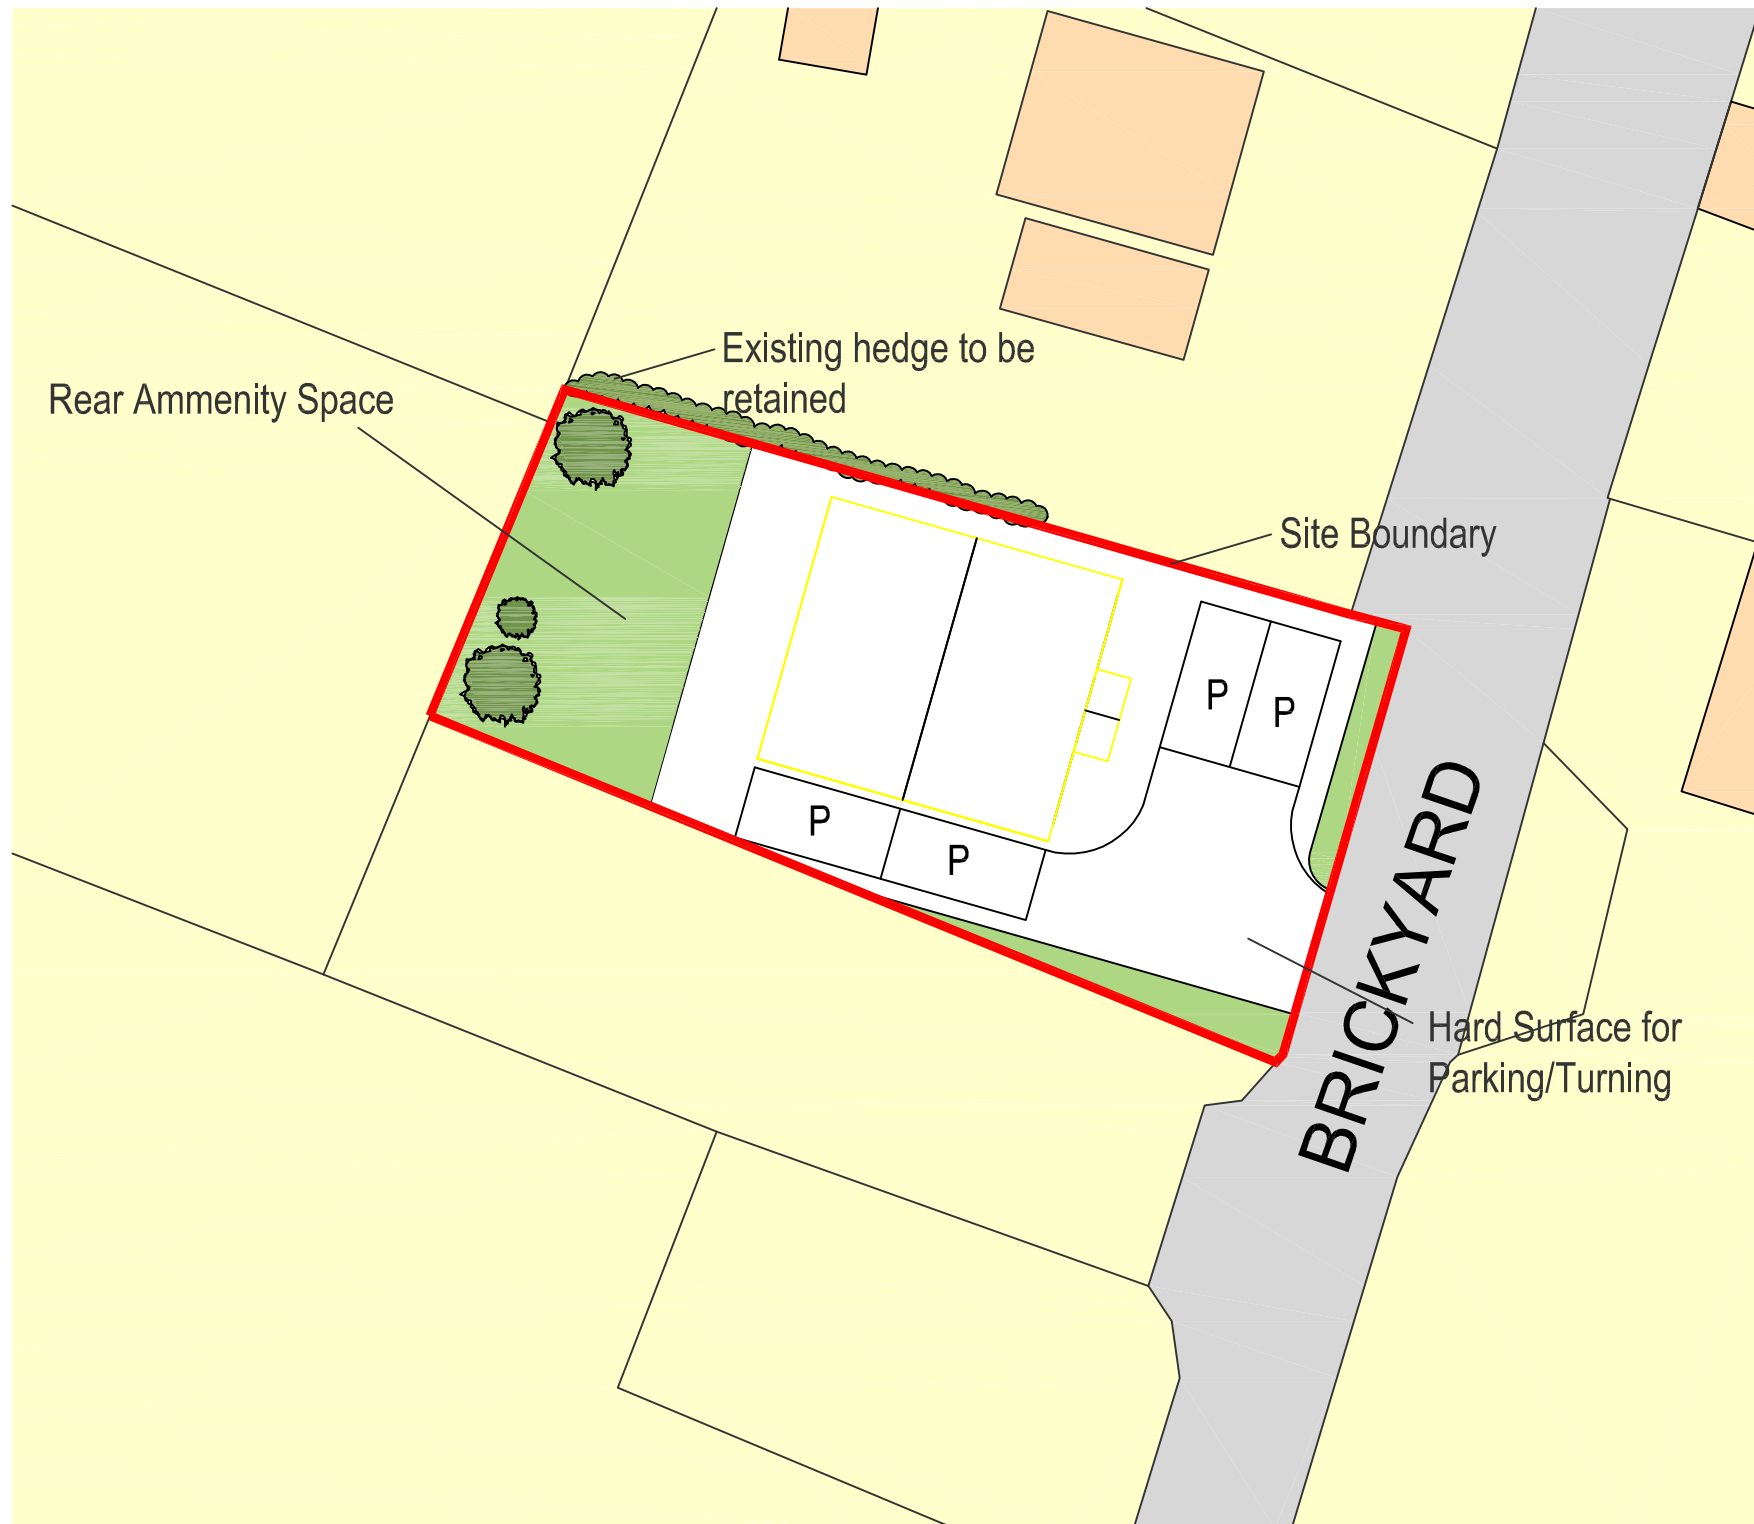 Existing hedge to be
retained
Rear Ammenity Space
Site Boundary
P
P
P
P
BRICKYARD
Hard Surface for
Parking/Turning